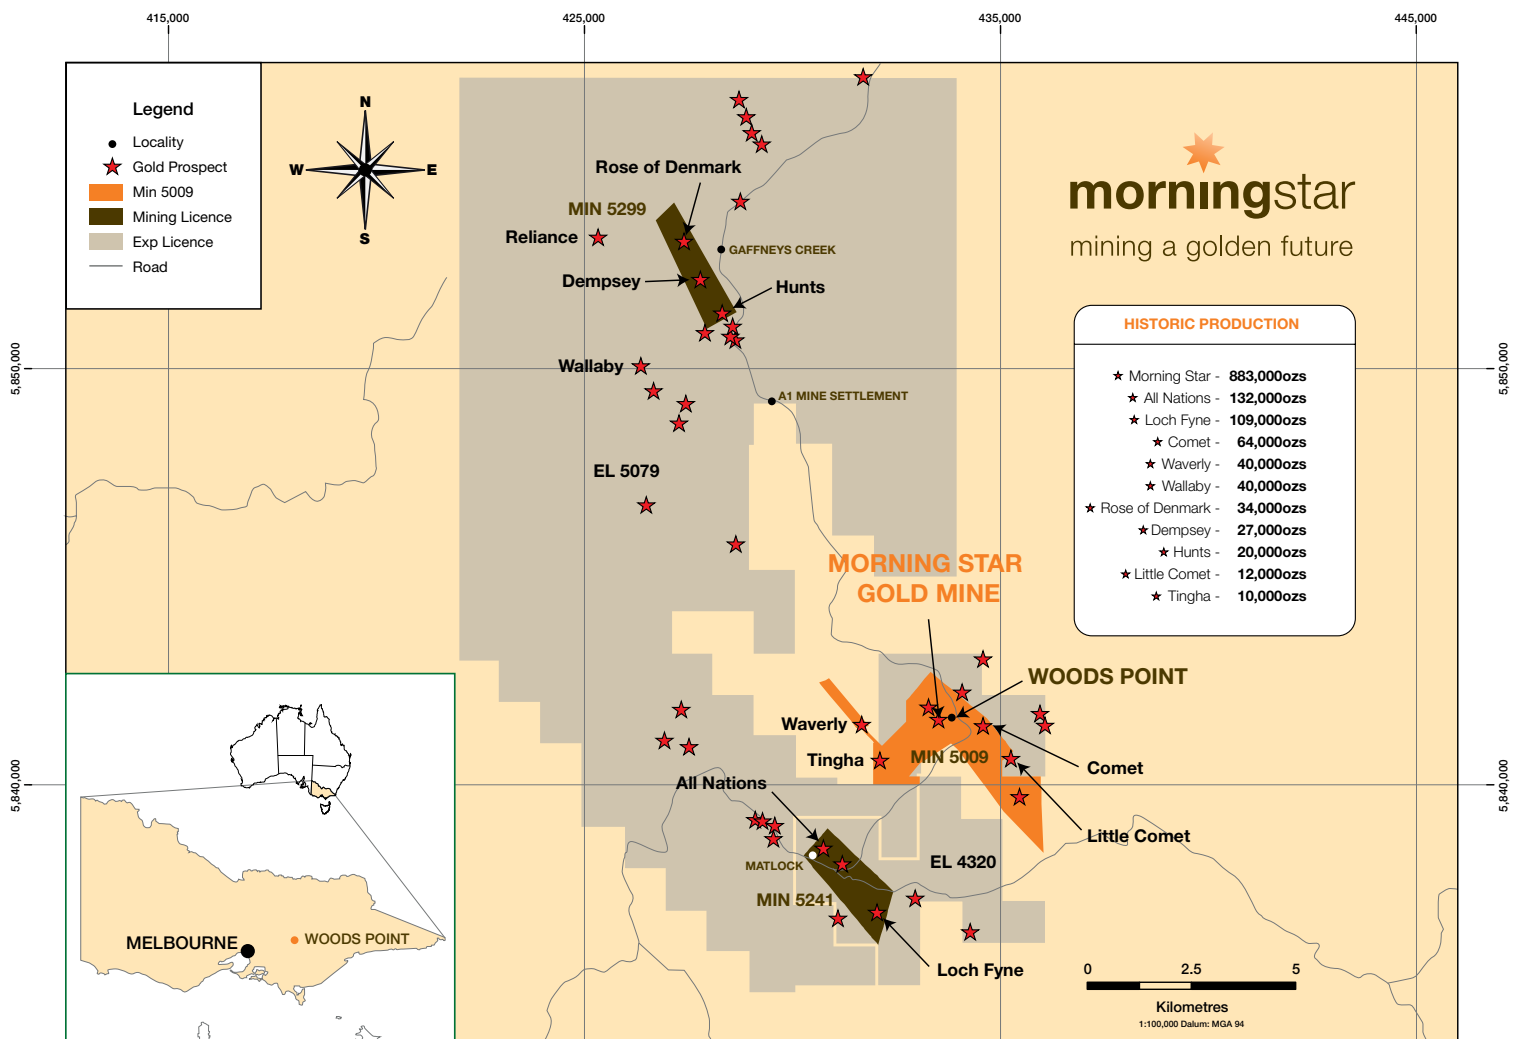 415,000
425,000
435,000
445,000
Legend
Locality
Gold Prospect
Min 5009
Mining Licence
Exp Licence
Road
N
W
E
S
Rose of Denmark
MIN 5299
Reliance
GAFFNEYS CREEK
Dempsey
Hunts
Wallaby
A1 MINE SETTLEMENT
EL 5079
morningstar
mining a golden future
5,850,000
5,850,000
HISTORIC PRODUCTION
Morning Star - 883,000ozs
All Nations - 132,000ozs
Loch Fyne - 109,000ozs
Comet - 64,000ozs
Waverly - 40,000ozs
Wallaby - 40,000ozs
Rose of Denmark - 34,000ozs
Dempsey - 27,000ozs
Hunts - 20,000ozs
Little Comet - 12,000ozs
Tingha - 10,000ozs
MORNING STAR
GOLD MINE
WOODS POINT
Waverly
Tingha
MIN 5009
Comet
All Nations
5,840,000
5,840,000
Little Comet
MATLOCK
EL 4320
MIN 5241
Loch Fyne
MELBOURNE
WOODS POINT
0 2.5 5
Kilometres
1:100,000 Dalum: MGA 94